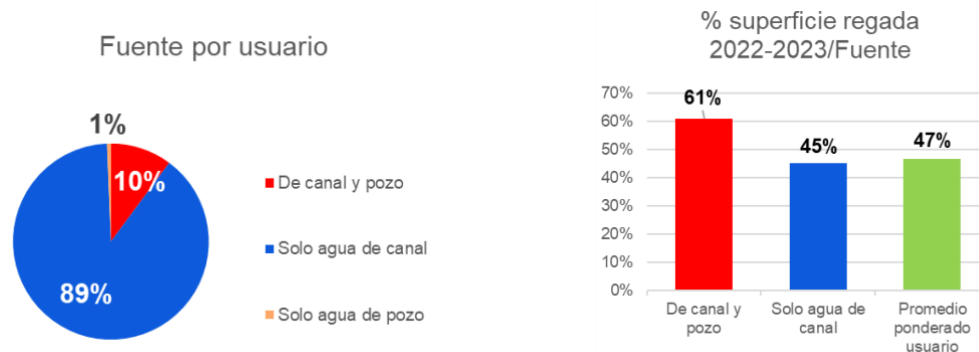 Fuente por usuario
1%
10%
89%
De canal y pozo
Solo agua de canal
Solo agua de pozo
% superficie regada
2022-2023/Fuente
70%
60%
50%
40%
30%
20%
10%
0%
61%
45%
47%
De canal y
pozo
Solo agua de
canal
Promedio
ponderado
usuario